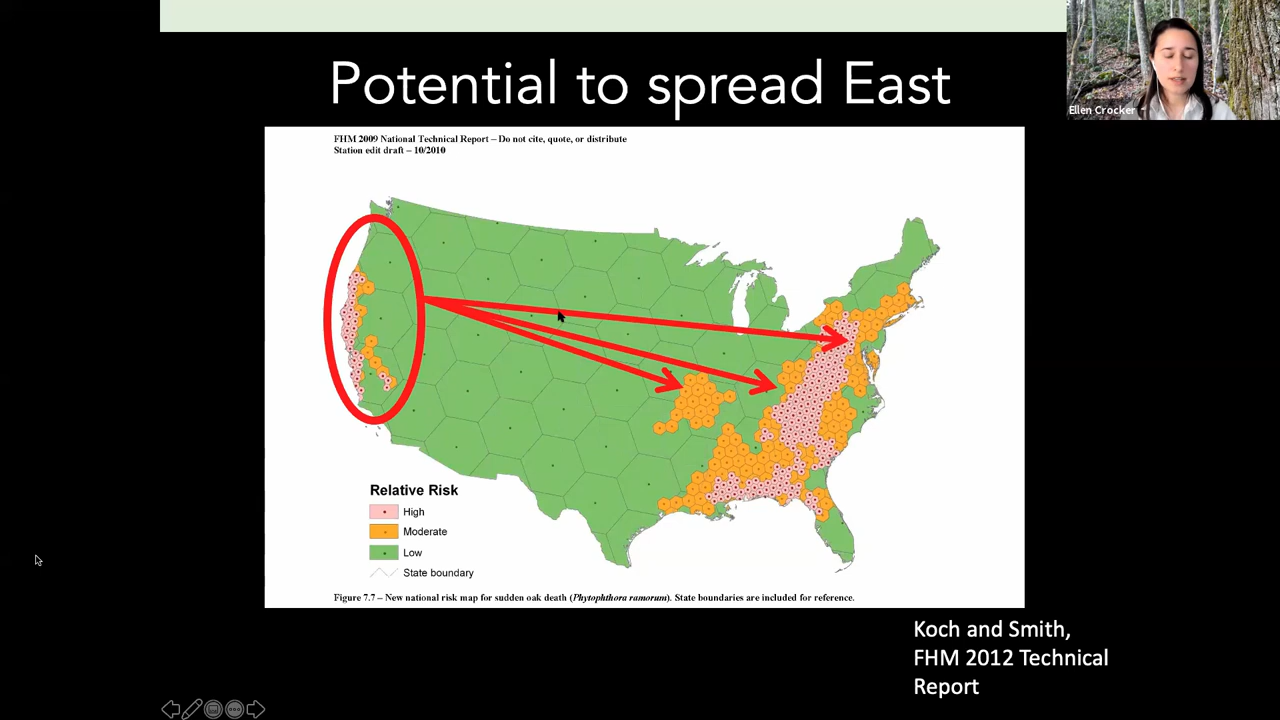 Potential to spread East
Ellen Crocker
FHM 2009 National Technical Report – Do not cite, quote, or distribute
Station edit draft – 10/2010
Relative Risk
High
Moderate
Low
State boundary
Figure 7.7 – New national risk map for sudden oak death (Phytophthora ramorum). State boundaries are included for reference.
Koch and Smith,
FHM 2012 Technical
Report